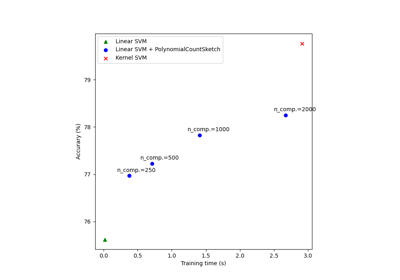 Linear SVM
Linear SVM + PolynomialCountSketch
Kernel SVM
79
78
77
76
Accurary (%)
n_comp.=2000
n_comp.=1000
n_comp.=500
n_comp.=250
0.0 0.5 1.0 1.5 2.0 2.5 3.0
Training time (s)